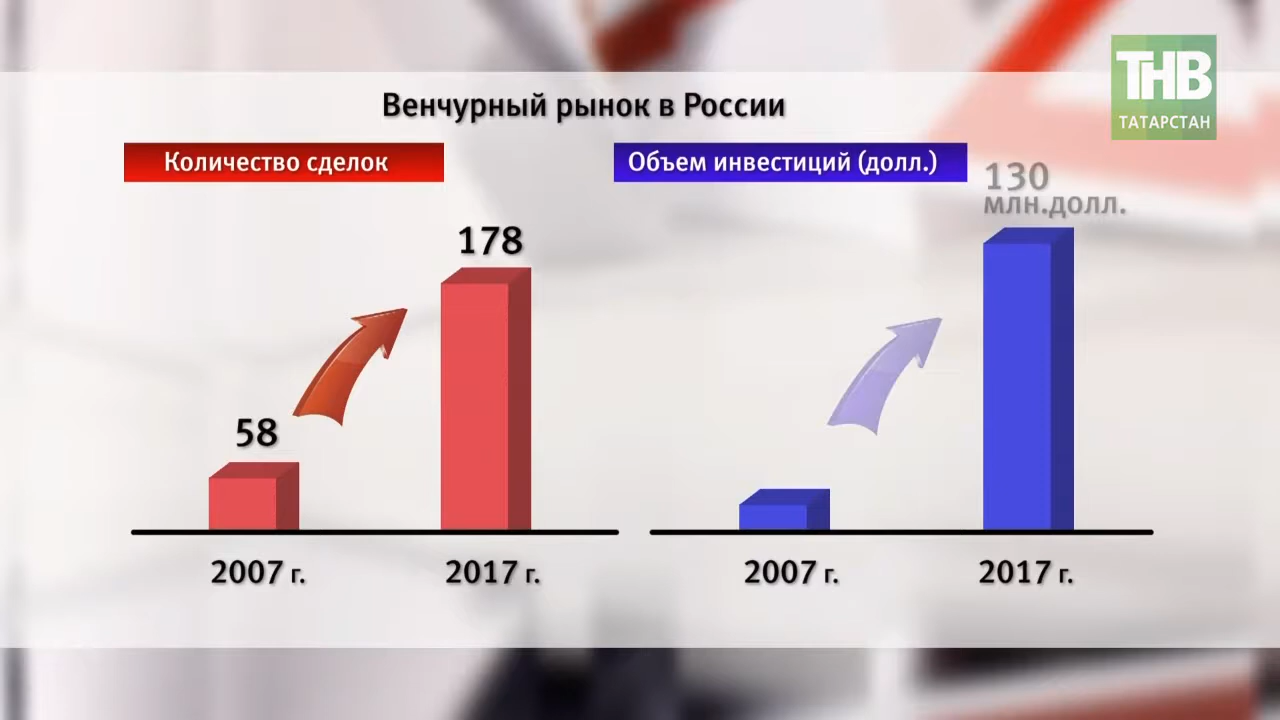 ТНВ
ТАТАРСТАН
Венчурный рынок в России
Количество сделок
Объем инвестиций (долл.)
130
млн.долл.
178
58
2007 г.
2017 г.
2007 г.
2017 г.